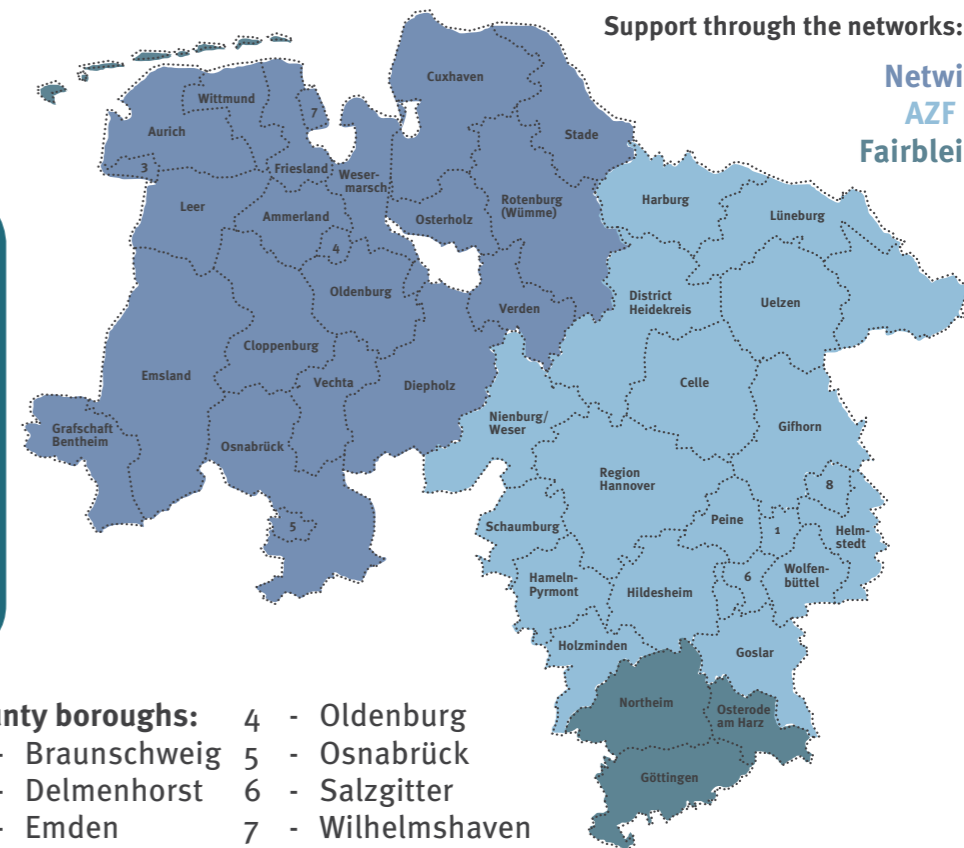 Support through the networks:
Netwi
AZF
Fairblei
Cuxhaven
Wittmund
7
Stade
Aurich
3
Friesland
Weser-
marsch
Harburg
Leer
Ammerland
Osterholz
Rotenburg
(Wümme)
Lüneburg
4
Oldenburg
Verden
District
Heidekreis
Uelzen
Cloppenburg
Emsland
Vechta
Diepholz
Celle
Grafschaft
Bentheim
Osnabrück
Nienburg/
Weser
Gifhorn
Region
Hannover
8
5
Schaumburg
Peine
1
Helm-
stedt
Hameln-
Pyrmont
Hildesheim
6
Wolfen-
büttel
Holzminden
Goslar
Northeim
Osterode
am Harz
Göttingen
unty boroughs:
- Braunschweig
- Delmenhorst
- Emden
4 - Oldenburg
5 - Osnabrück
6 - Salzgitter
7 - Wilhelmshaven